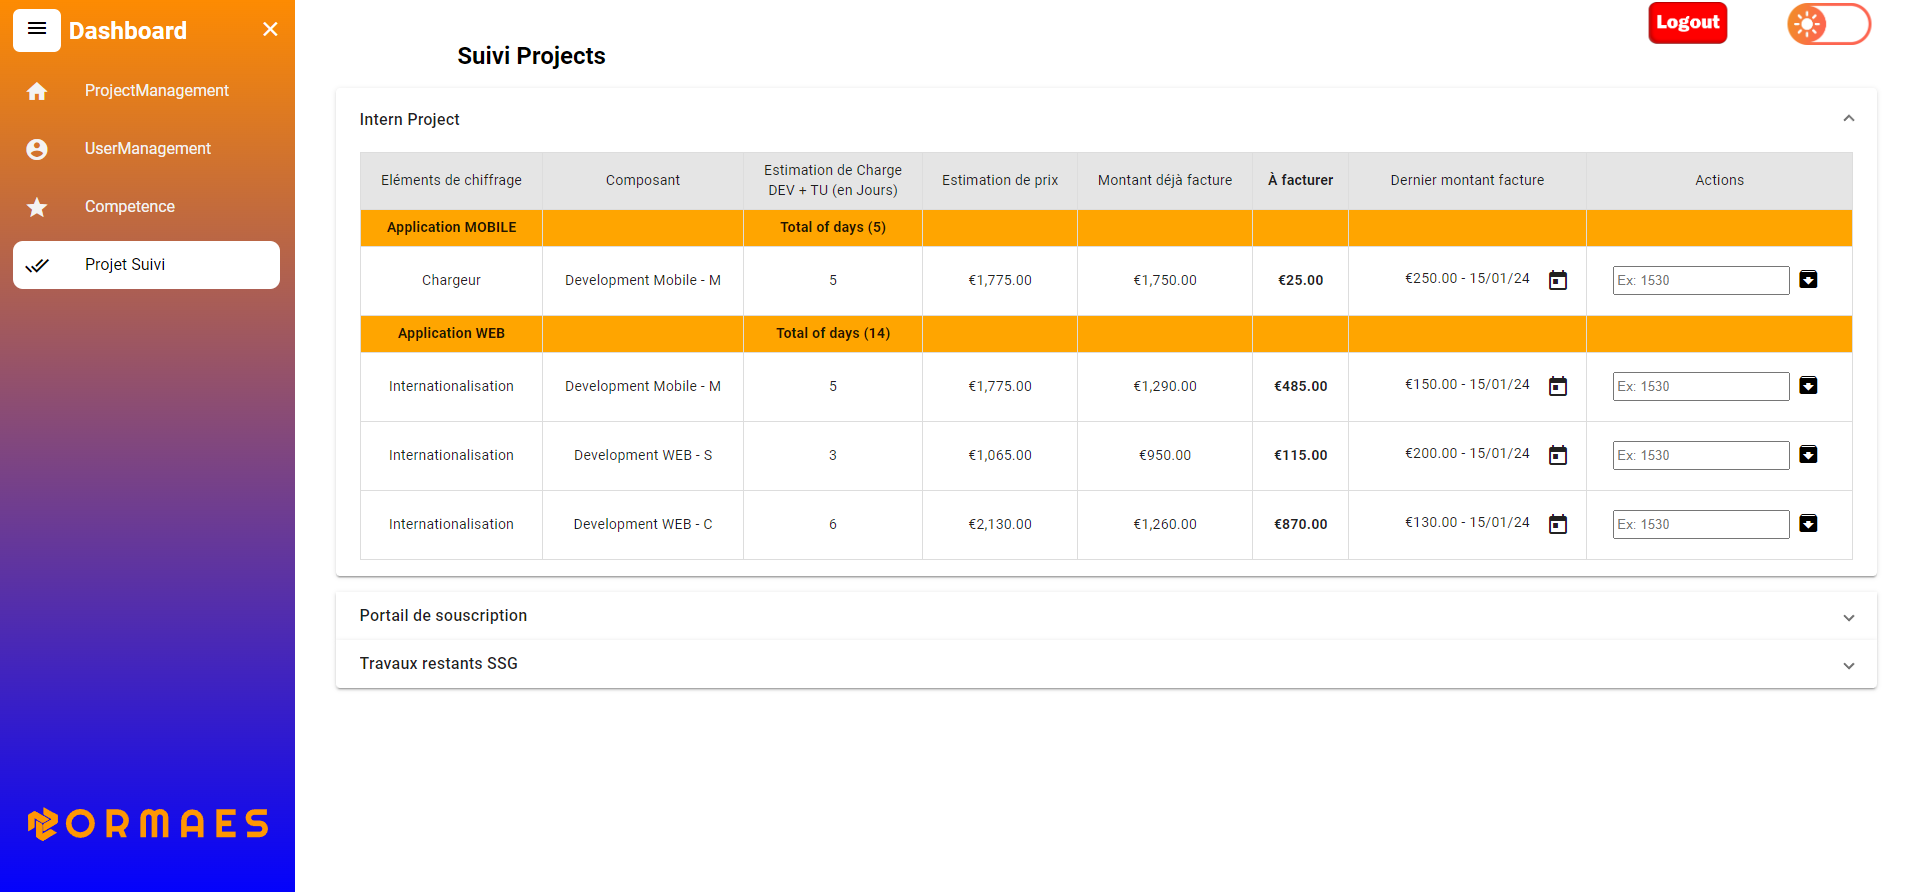 Dashboard
Logout
Suivi Projects
ProjectManagement
UserManagement
Competence
Projet Suivi
Intern Project
Eléments de chiffrage Composant Estimation de Charge DEV + TU (en Jours) Estimation de prix Montant déjà facture À facturer Dernier montant facture Actions
Application MOBILE Total of days (5)
Chargeur Development Mobile - M 5 €1,775.00 €1,750.00 €25.00 €250.00 - 15/01/24 Ex: 1530
Application WEB Total of days (14)
Internationalisation Development Mobile - M 5 €1,775.00 €1,290.00 €485.00 €150.00 - 15/01/24 Ex: 1530
Internationalisation Development WEB - S 3 €1,065.00 €950.00 €115.00 €200.00 - 15/01/24 Ex: 1530
Internationalisation Development WEB - C 6 €2,130.00 €1,260.00 €870.00 €130.00 - 15/01/24 Ex: 1530
Portail de souscription
Travaux restants SSG
ORMAES